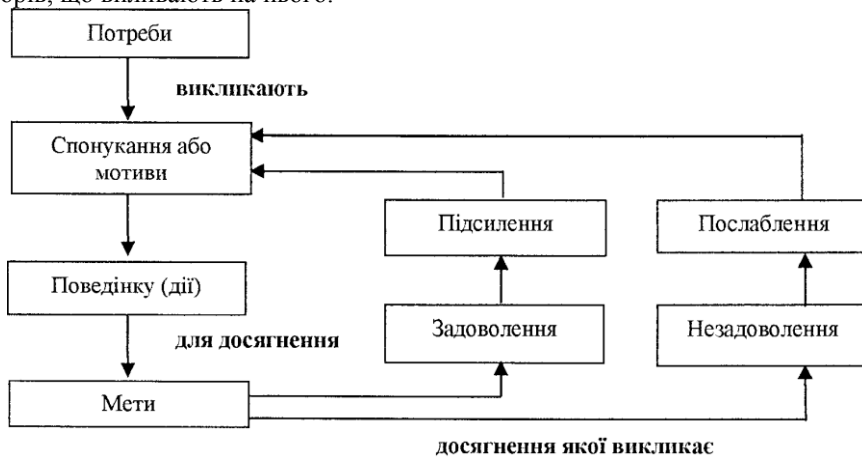 що впливають на нього.
Потреби
викликають
Спонукання або
мотиви
Підсилення
Послаблення
Поведінку (дії)
Задоволення
Незадоволення
для досягнення
Мети
досягнення якої викликає